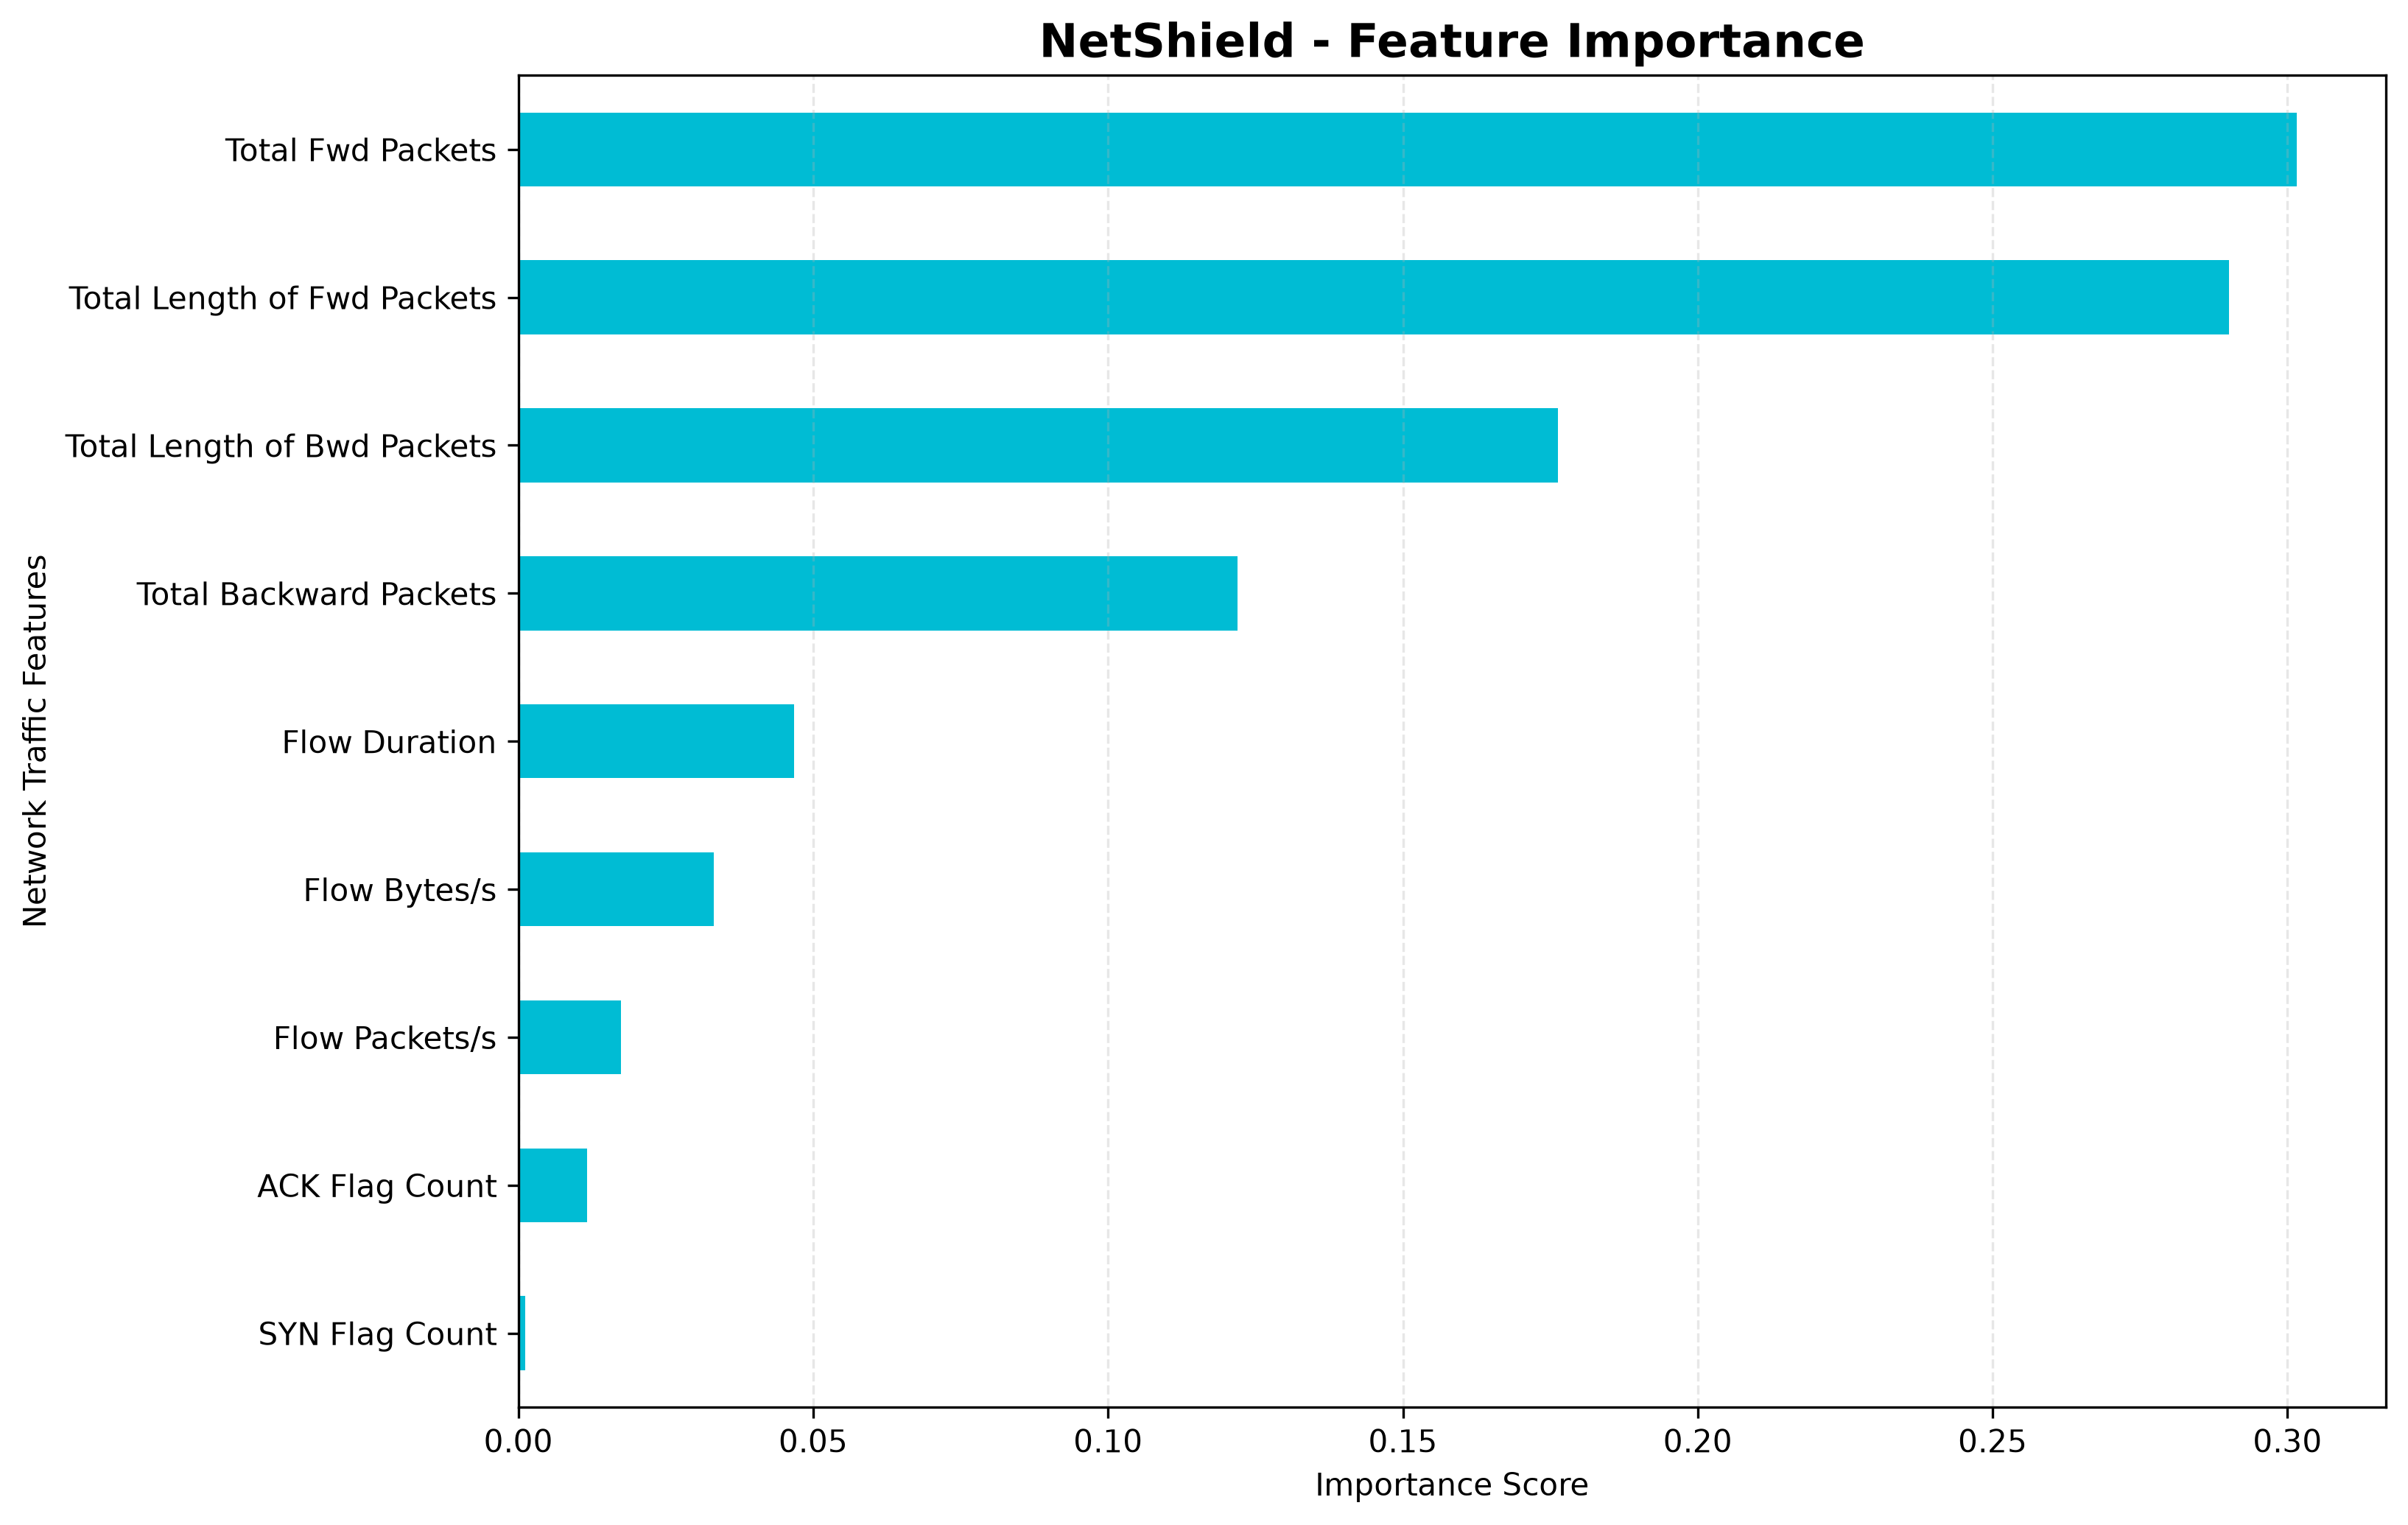 NetShield - Feature Importance
Network Traffic Features
Total Fwd Packets
Total Length of Fwd Packets
Total Length of Bwd Packets
Total Backward Packets
Flow Duration
Flow Bytes/s
Flow Packets/s
ACK Flag Count
SYN Flag Count
0.00 0.05 0.10 0.15 0.20 0.25 0.30
Importance Score